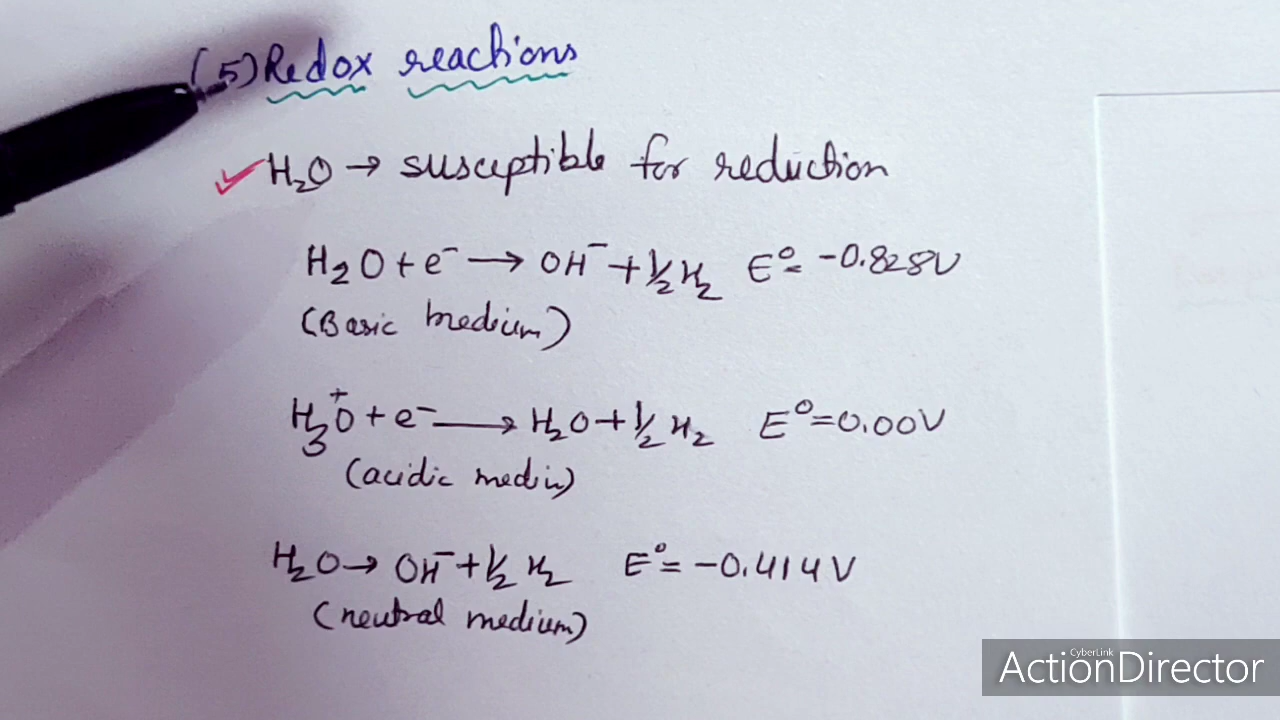 (5) Redox reactions
H₂O → susceptible for reduction
H₂O + e⁻ → OH⁻ + ½ H₂ E° = -0.828V
(Basic medium)
H₃O⁺ + e⁻ → H₂O + ½ H₂ E° = 0.00V
(acidic medium)
H₂O → OH⁻ + ½ H₂ E° = -0.414V
(neutral medium)
CyberLink
ActionDirector